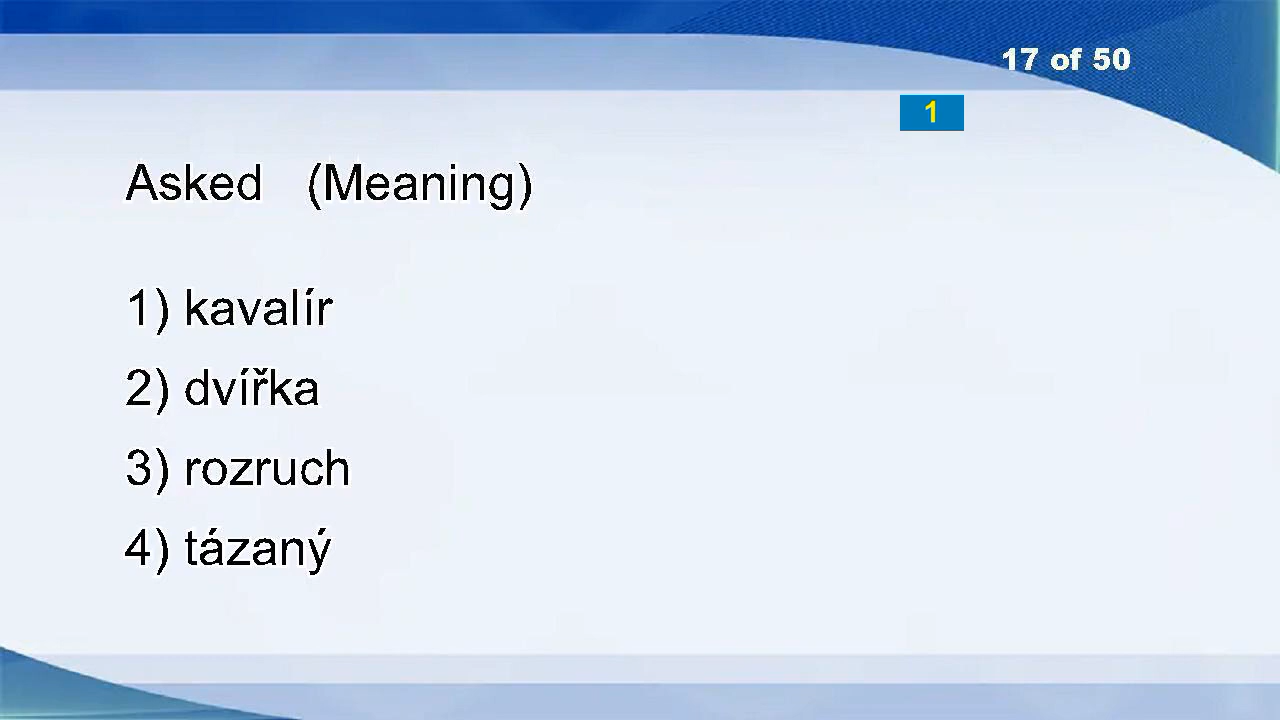 17 of 50
1
Asked (Meaning)
1) kavalír
2) dvířka
3) rozruch
4) tázaný